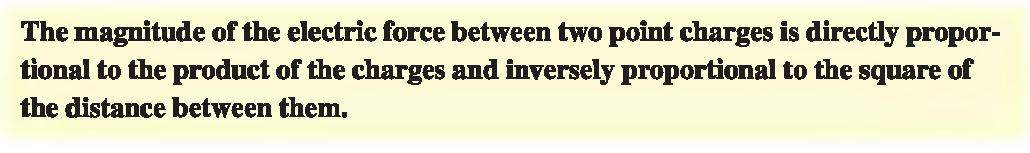 The magnitude of the electric force between two point charges is directly propor-
tional to the product of the charges and inversely proportional to the square of
the distance between them.